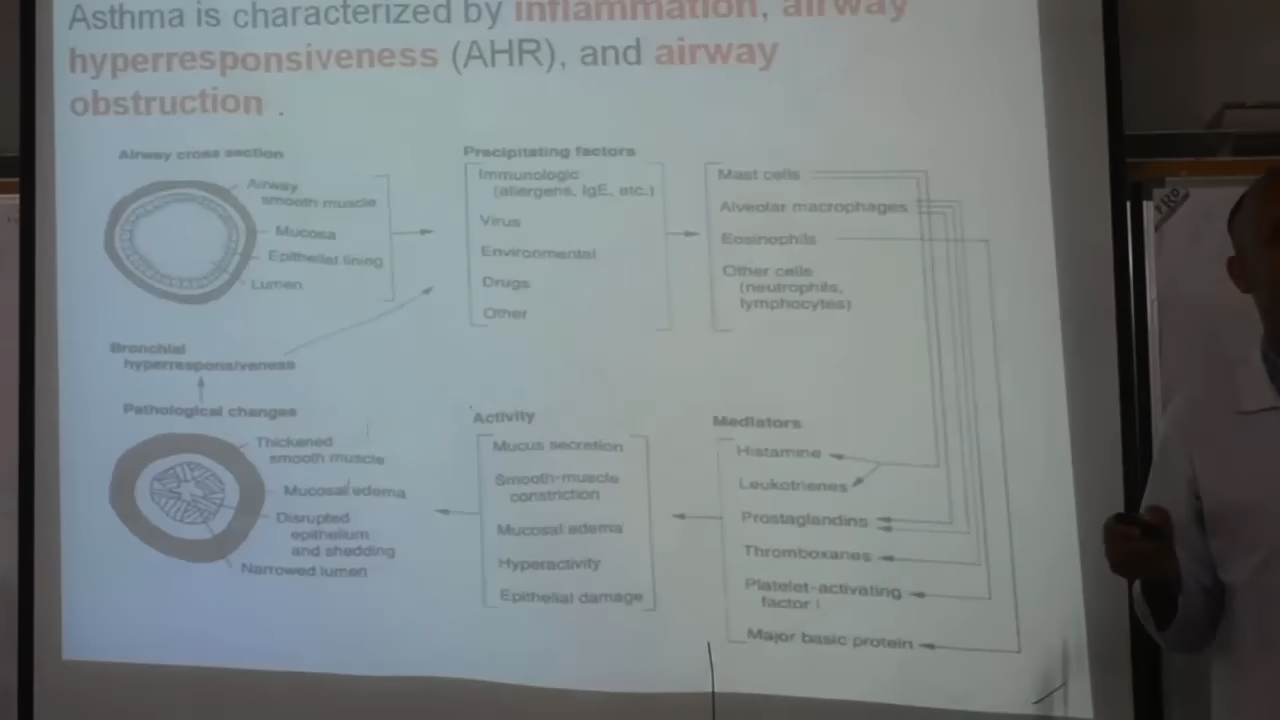 Asthma is characterized by inflammation, airway
hyperresponsiveness (AHR), and airway
obstruction .
Airway cross section
Airway
smooth muscle
Mucosa
Epithelial lining
Lumen
Precipitating factors
Immunologic
(allergens, IgE, etc.)
Virus
Environmental
Drugs
Other
Mast cells
Alveolar macrophages
Eosinophils
Other cells
(neutrophils,
lymphocytes)
Bronchial
hyperresponsiveness
Pathological changes
Thickened
smooth muscle
Mucosal edema
Disrupted
epithelium
and shedding
Narrowed lumen
Activity
Mucus secretion
Smooth-muscle
constriction
Mucosal edema
Hyperactivity
Epithelial damage
Mediators
Histamine
Leukotrienes
Prostaglandins
Thromboxanes
Platelet-activating
factor
Major basic protein